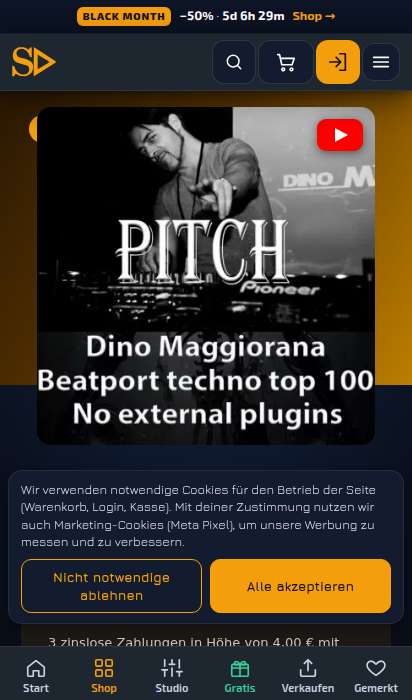 BLACK MONTH −50% · 5d 6h 29m Shop →
SD
DINO M
PITCH
Pioneer
Dino Maggiorana
Beatport techno top 100
No external plugins
Wir verwenden notwendige Cookies für den Betrieb der Seite
(Warenkorb, Login, Kasse). Mit deiner Zustimmung nutzen wir
auch Marketing-Cookies (Meta Pixel), um unsere Werbung zu
messen und zu verbessern.
Nicht notwendige
ablehnen
Alle akzeptieren
3 zinslose Zahlungen in Höhe von 4,00 € mit
Start Shop Studio Gratis Verkaufen Gemerkt